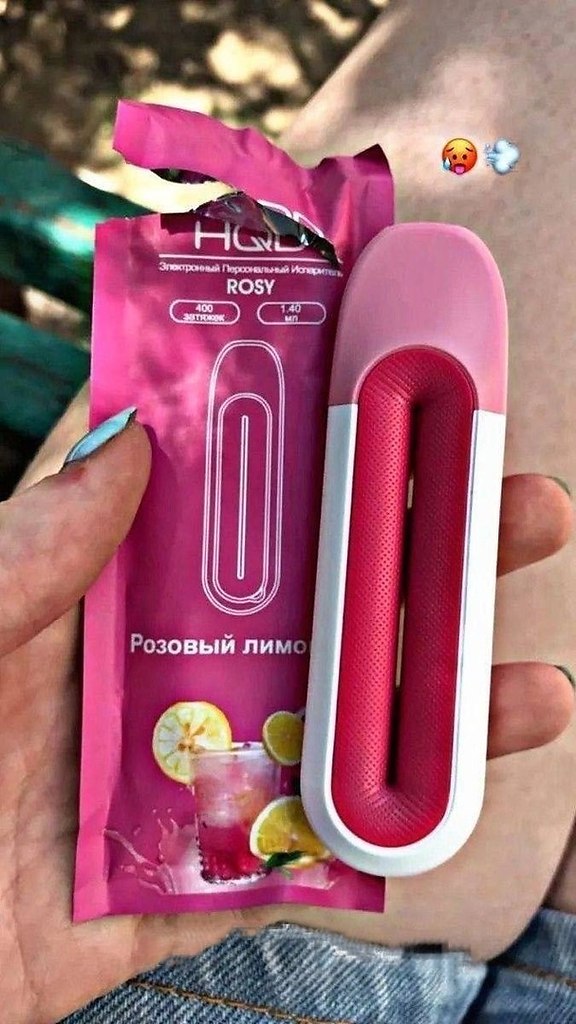 HQD
Электронный Персональный Испаритель
ROSY
400
затяжек
1.40
мл
Розовый лимо